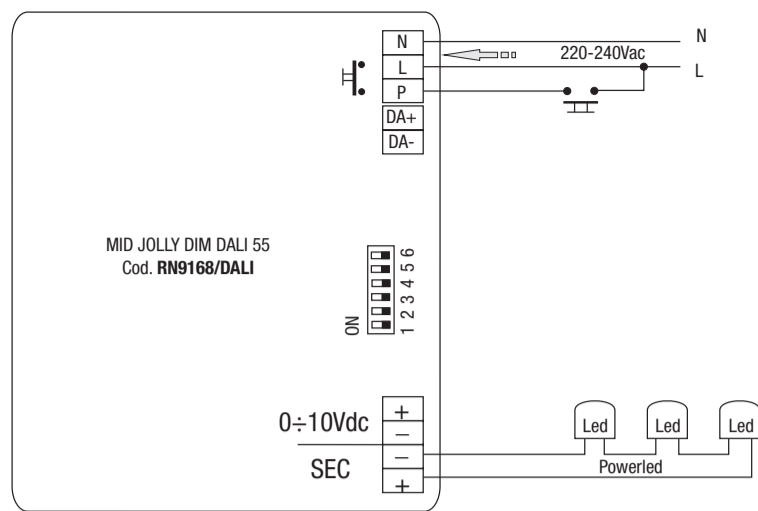 N
L
P
DA+
DA-
220-240Vac
N
L
MID JOLLY DIM DALI 55
Cod. RN9168/DALI
ON
1 2 3 4 5 6
0÷10Vdc
+
−
SEC
−
+
Led
Led
Led
Powerled